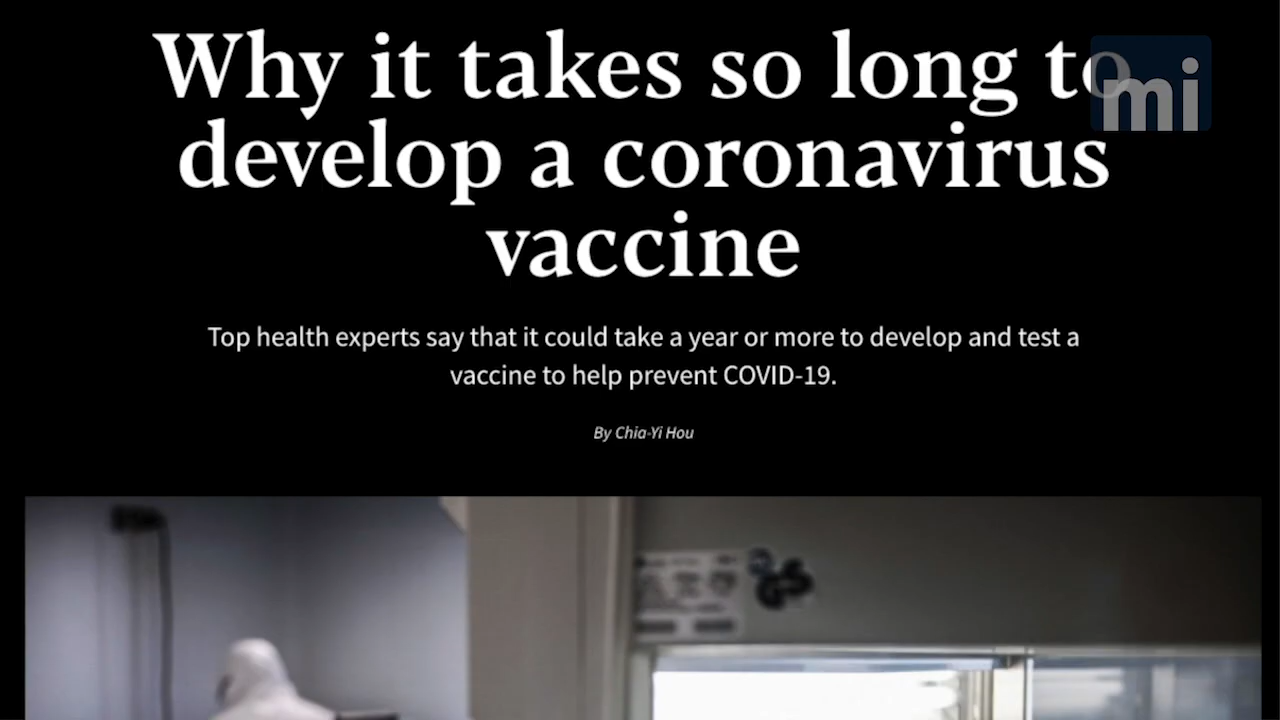 Why it takes so long to
mi
develop a coronavirus
vaccine
Top health experts say that it could take a year or more to develop and test a
vaccine to help prevent COVID-19.
By Chia-Yi Hou